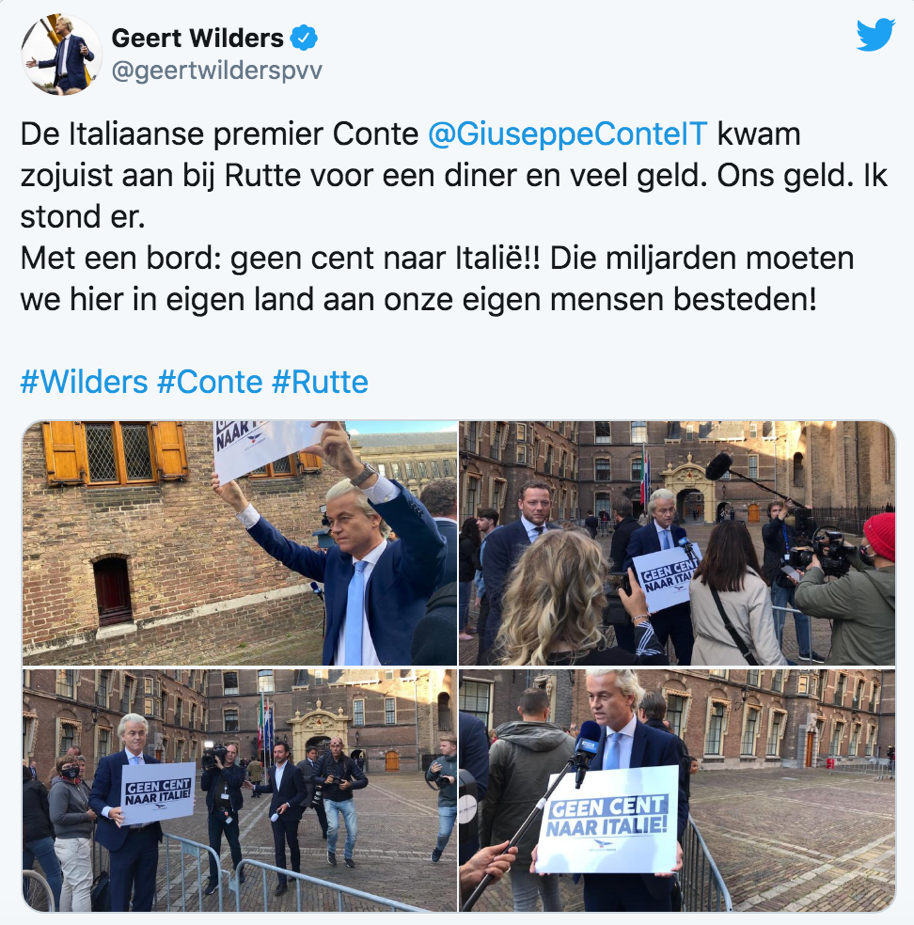 Geert Wilders
@geertwilderspvv
De Italiaanse premier Conte @GiuseppeConteIT kwam
zojuist aan bij Rutte voor een diner en veel geld. Ons geld. Ik
stond er.
Met een bord: geen cent naar Italië!! Die miljarden moeten
we hier in eigen land aan onze eigen mensen besteden!
#Wilders #Conte #Rutte
NAAR I
GEEN CENT
NAAR ITAL
GEEN CENT
NAAR ITALIE!
GEEN CENT
NAAR ITALIE!